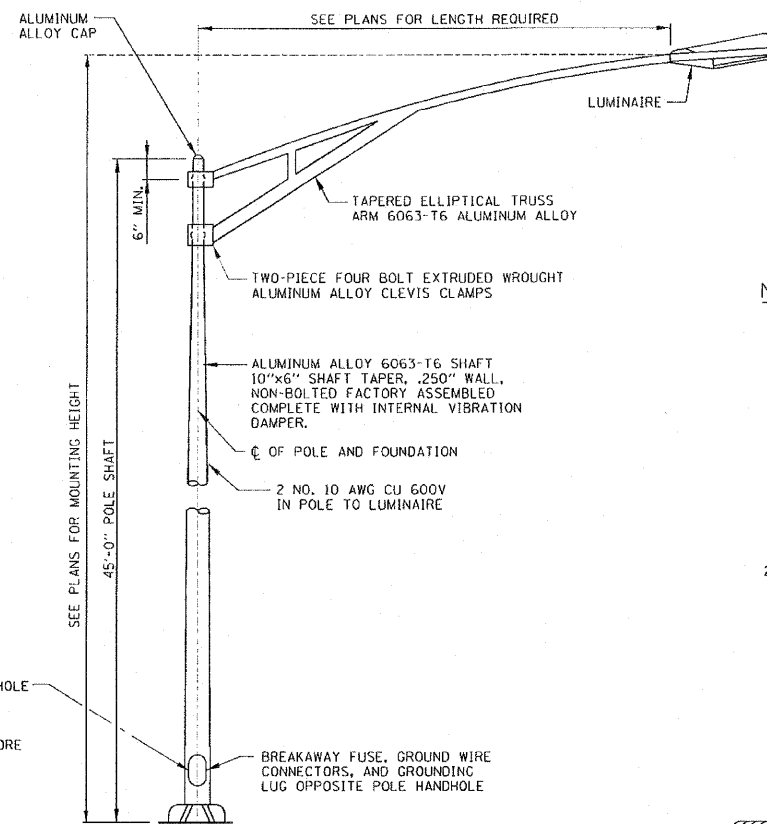 ALUMINUM
ALLOY CAP
SEE PLANS FOR LENGTH REQUIRED
LUMINAIRE
6" MIN.
TAPERED ELLIPTICAL TRUSS
ARM 6063-T6 ALUMINUM ALLOY
TWO-PIECE FOUR BOLT EXTRUDED WROUGHT
ALUMINUM ALLOY CLEVIS CLAMPS
ALUMINUM ALLOY 6063-T6 SHAFT
10"x6" SHAFT TAPER, .250" WALL,
NON-BOLTED FACTORY ASSEMBLED
COMPLETE WITH INTERNAL VIBRATION
DAMPER.
℄ OF POLE AND FOUNDATION
2 NO. 10 AWG CU 600V
IN POLE TO LUMINAIRE
SEE PLANS FOR MOUNTING HEIGHT
45'-0" POLE SHAFT
HOLE
ORE
BREAKAWAY FUSE, GROUND WIRE
CONNECTORS, AND GROUNDING
LUG OPPOSITE POLE HANDHOLE